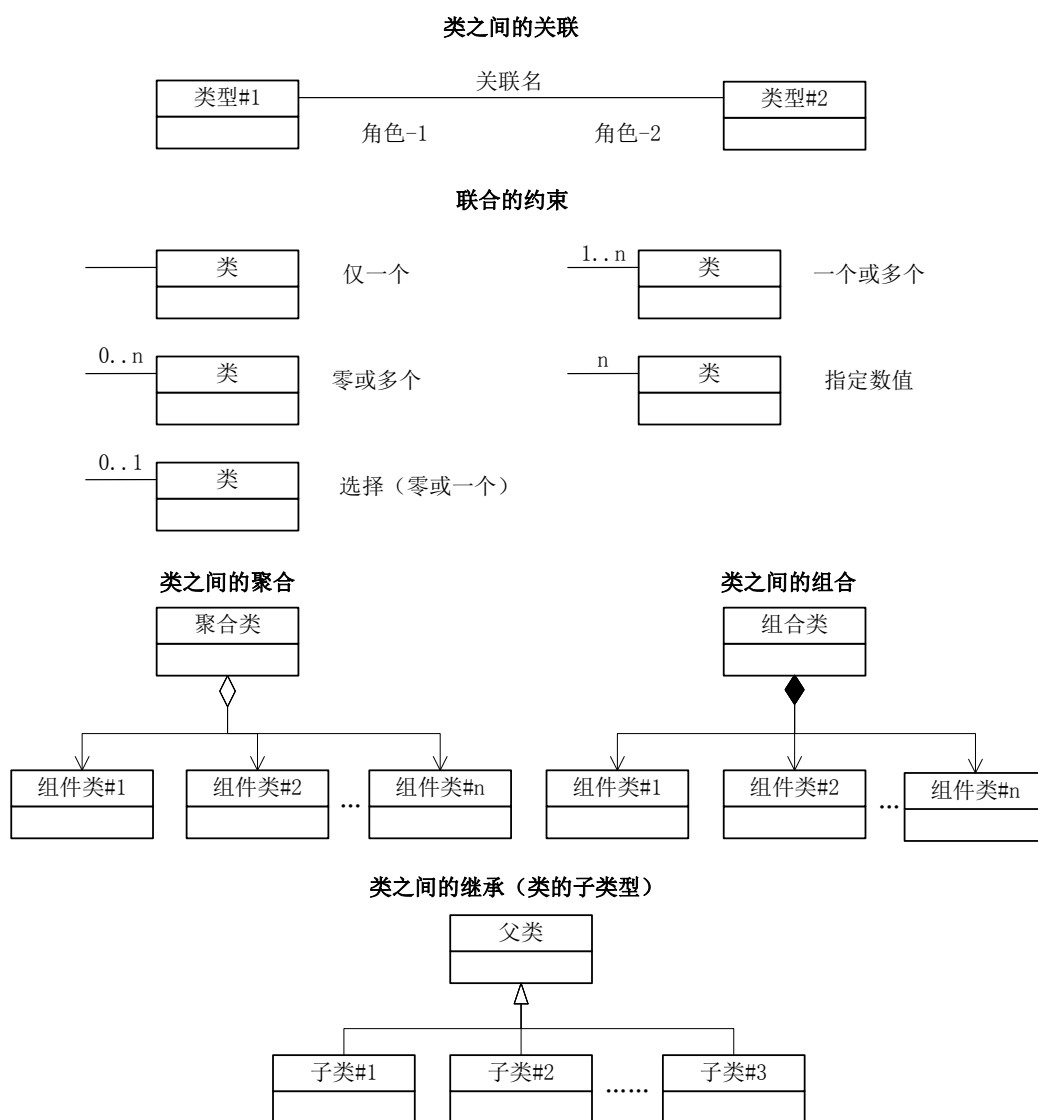 类之间的关联
关联名
类型#1
类型#2
角色-1
角色-2
联合的约束
类
仅一个
1..n
类
一个或多个
0..n
类
零或多个
n
类
指定数值
0..1
类
选择（零或一个）
类之间的聚合
类之间的组合
聚合类
组合类
组件类#1
组件类#2
...
组件类#n
组件类#1
组件类#2
...
组件类#n
类之间的继承（类的子类型）
父类
子类#1
子类#2
......
子类#3